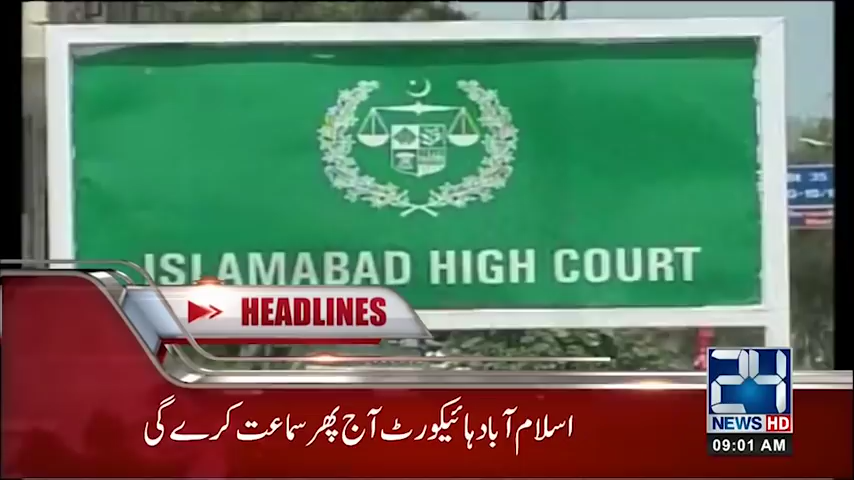 ISLAMABAD HIGH COURT
HEADLINES
اسلام آباد ہائیکورٹ آج پھر سماعت کرے گی
24
NEWS HD
09:01 AM